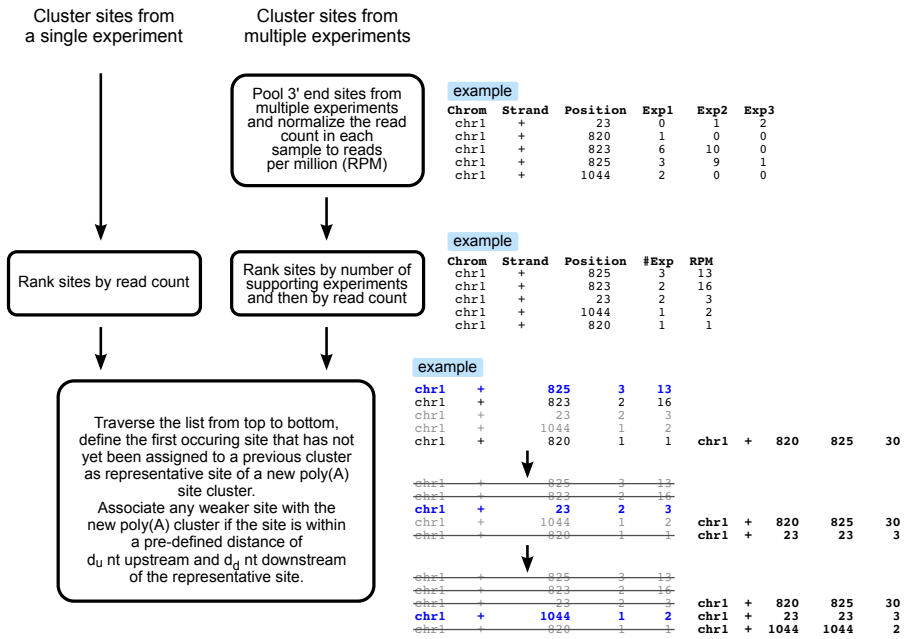 Cluster sites from
a single experiment
Cluster sites from
multiple experiments
Pool 3' end sites from
multiple experiments
and normalize the read
count in each
sample to reads
per million (RPM)
example
Chrom Strand Position Exp1 Exp2 Exp3
chr1 + 23 0 1 2
chr1 + 820 1 0 0
chr1 + 823 6 10 0
chr1 + 825 3 9 1
chr1 + 1044 2 0 0
Rank sites by read count
Rank sites by number of
supporting experiments
and then by read count
example
Chrom Strand Position #Exp RPM
chr1 + 825 3 13
chr1 + 823 2 16
chr1 + 23 2 3
chr1 + 1044 1 2
chr1 + 820 1 1
Traverse the list from top to bottom,
define the first occuring site that has not
yet been assigned to a previous cluster
as representative site of a new poly(A)
site cluster.
Associate any weaker site with the
new poly(A) cluster if the site is within
a pre-defined distance of
du nt upstream and dd nt downstream
of the representative site.
example
chr1 + 825 3 13
chr1 + 823 2 16
chr1 + 23 2 3
chr1 + 1044 1 2
chr1 + 820 1 1 chr1 + 820 825 30
chr1 + 825 3 13
chr1 + 823 2 16
chr1 + 23 2 3
chr1 + 1044 1 2 chr1 + 820 825 30
chr1 + 820 1 1 chr1 + 23 23 3
chr1 + 825 3 13
chr1 + 823 2 16
chr1 + 23 2 3 chr1 + 820 825 30
chr1 + 1044 1 2 chr1 + 23 23 3
chr1 + 820 1 1 chr1 + 1044 1044 2